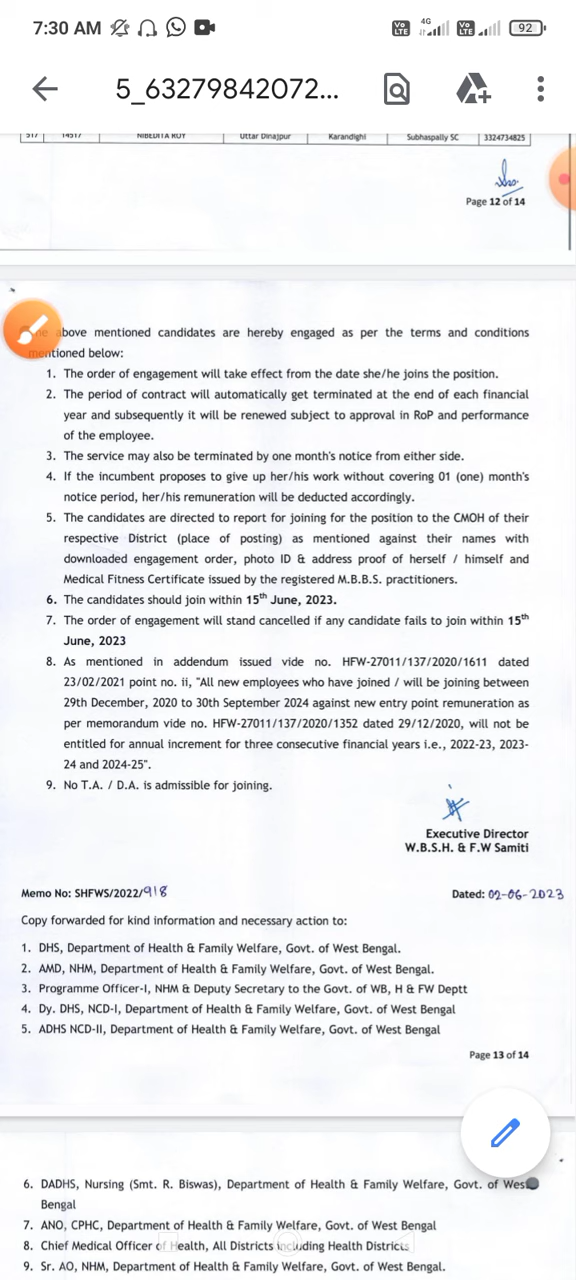 7:30 AM
4G
Vo LTE
Vo LTE
92
5_63279842072...
517 14517 NIBEDITA ROY Uttar Dinajpur Karandighi Subhaspally SC 3324734825
Page 12 of 14
above mentioned candidates are hereby engaged as per the terms and conditions
mentioned below:
1. The order of engagement will take effect from the date she/he joins the position.
2. The period of contract will automatically get terminated at the end of each financial
year and subsequently it will be renewed subject to approval in RoP and performance
of the employee.
3. The service may also be terminated by one month's notice from either side.
4. If the incumbent proposes to give up her/his work without covering 01 (one) month's
notice period, her/his remuneration will be deducted accordingly.
5. The candidates are directed to report for joining for the position to the CMOH of their
respective District (place of posting) as mentioned against their names with
downloaded engagement order, photo ID & address proof of herself / himself and
Medical Fitness Certificate issued by the registered M.B.B.S. practitioners.
6. The candidates should join within 15th June, 2023.
7. The order of engagement will stand cancelled if any candidate fails to join within 15th
June, 2023
8. As mentioned in addendum issued vide no. HFW-27011/137/2020/1611 dated
23/02/2021 point no. ii, "All new employees who have joined / will be joining between
29th December, 2020 to 30th September 2024 against new entry point remuneration as
per memorandum vide no. HFW-27011/137/2020/1352 dated 29/12/2020, will not be
entitled for annual increment for three consecutive financial years i.e., 2022-23, 2023-
24 and 2024-25".
9. No T.A. / D.A. is admissible for joining.
Executive Director
W.B.S.H. & F.W Samiti
Memo No: SHFWS/2022/918 Dated: 02-06-2023
Copy forwarded for kind information and necessary action to:
1. DHS, Department of Health & Family Welfare, Govt. of West Bengal.
2. AMD, NHM, Department of Health & Family Welfare, Govt. of West Bengal.
3. Programme Officer-I, NHM & Deputy Secretary to the Govt. of WB, H & FW Deptt
4. Dy. DHS, NCD-I, Department of Health & Family Welfare, Govt. of West Bengal
5. ADHS NCD-II, Department of Health & Family Welfare, Govt. of West Bengal
Page 13 of 14
6. DADHS, Nursing (Smt. R. Biswas), Department of Health & Family Welfare, Govt. of West
Bengal
7. ANO, CPHC, Department of Health & Family Welfare, Govt. of West Bengal
8. Chief Medical Officer of Health, All Districts including Health Districts
9. Sr. AO, NHM, Department of Health & Family Welfare, Govt. of West Bengal.